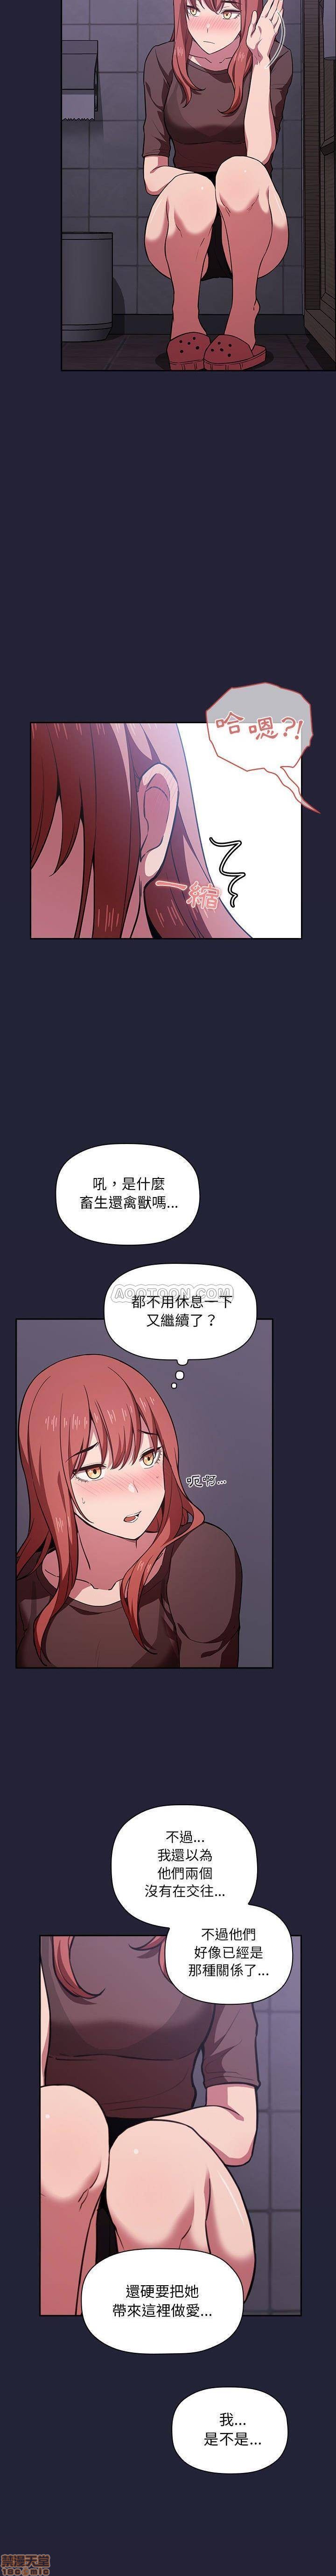 哈嗯?!
一縮
吼，是什麼
畜生還禽獸嗎...
都不用休息一下
又繼續了？
呃啊...
不過...
我還以為
他們兩個
沒有在交往...
不過他們
好像已經是
那種關係了...
還硬要把她
帶來這裡做愛...
我...
是不是...